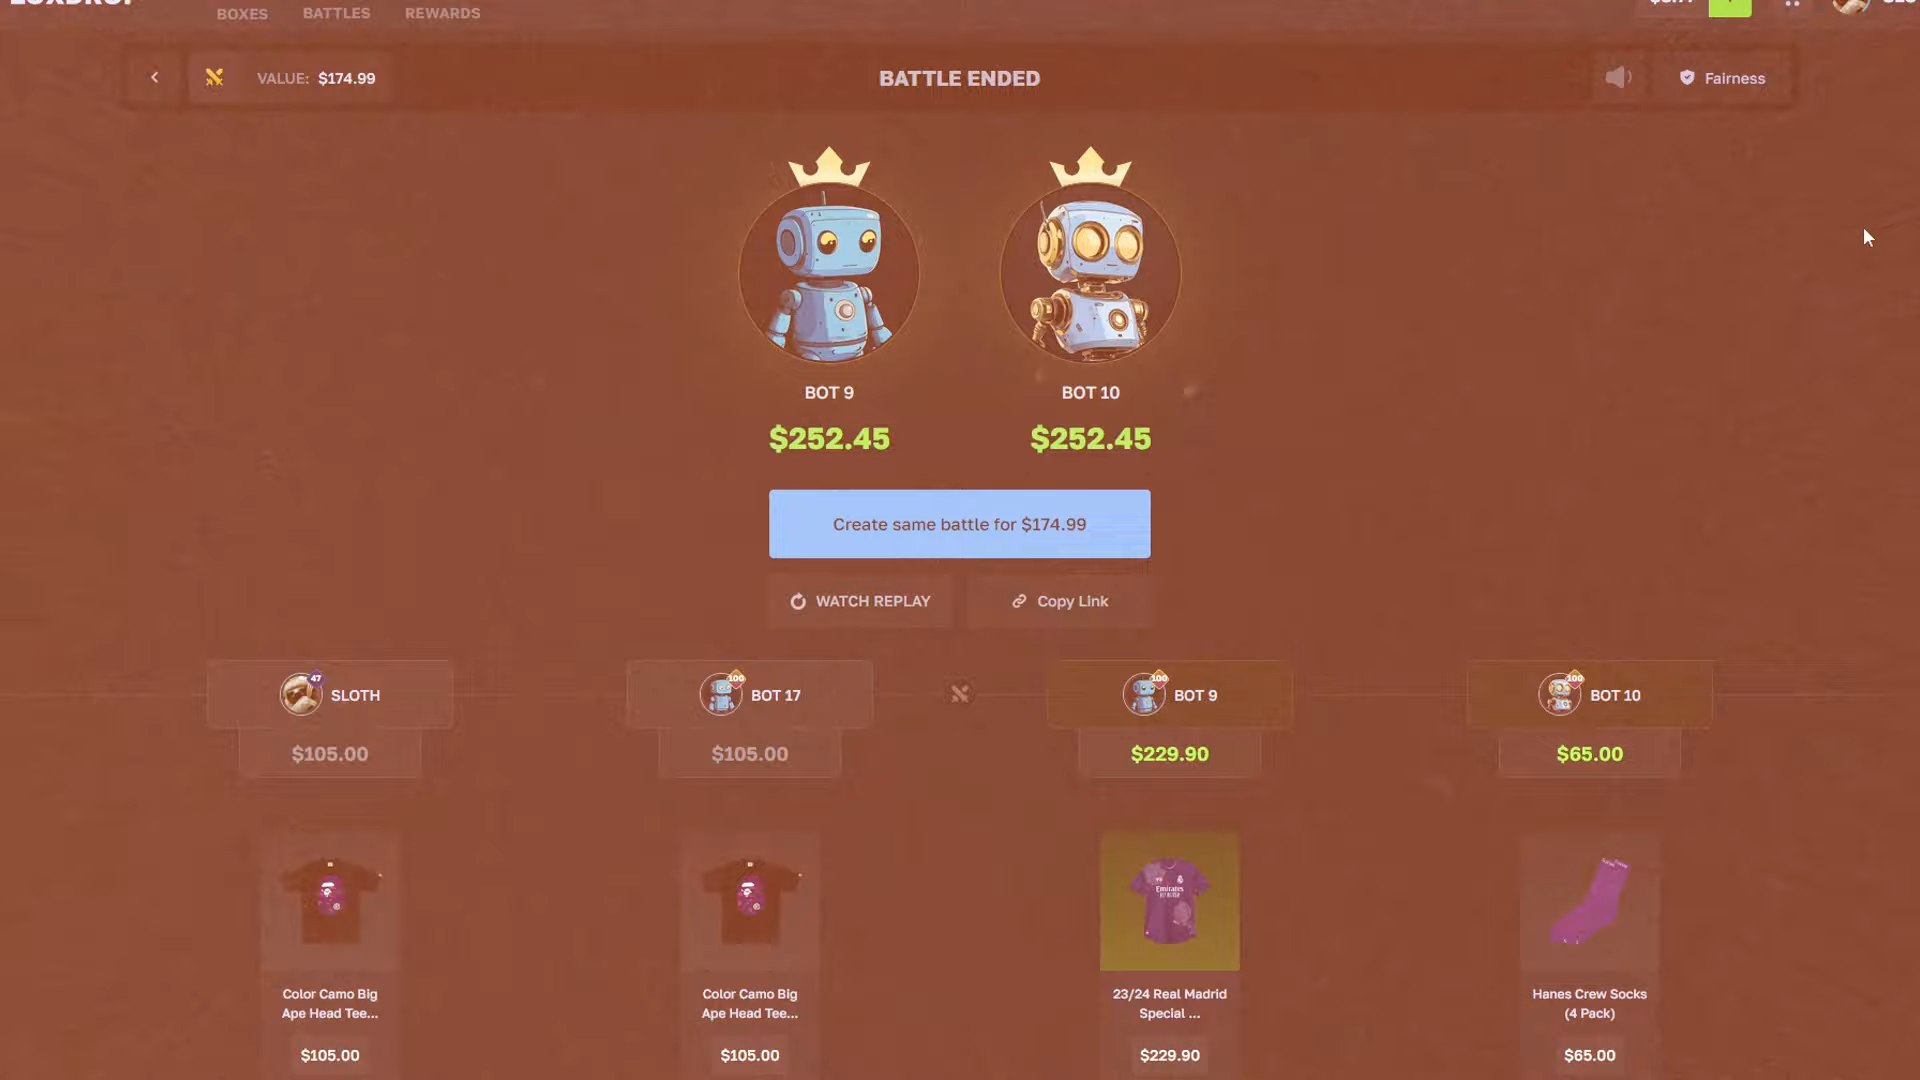 BOXES
BATTLES
REWARDS
VALUE: $174.99
BATTLE ENDED
Fairness
BOT 9
BOT 10
$252.45
$252.45
Create same battle for $174.99
WATCH REPLAY
Copy Link
47
SLOTH
100
BOT 17
100
BOT 9
100
BOT 10
$105.00
$105.00
$229.90
$65.00
Emirates
Color Camo Big
Ape Head Tee...
Color Camo Big
Ape Head Tee...
23/24 Real Madrid
Special ...
Hanes Crew Socks
(4 Pack)
$105.00
$105.00
$229.90
$65.00